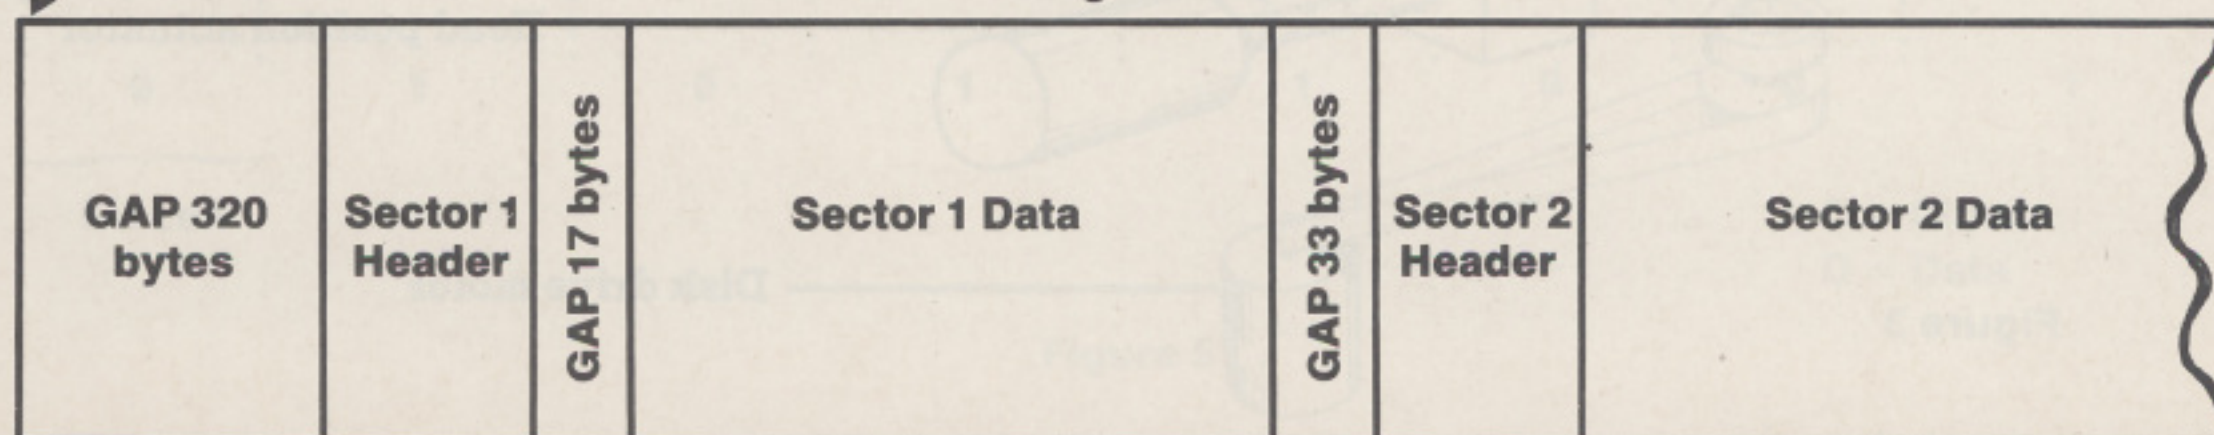 GAP 320
bytes
Sector 1
Header
GAP 17 bytes
Sector 1 Data
GAP 33 bytes
Sector 2
Header
Sector 2 Data